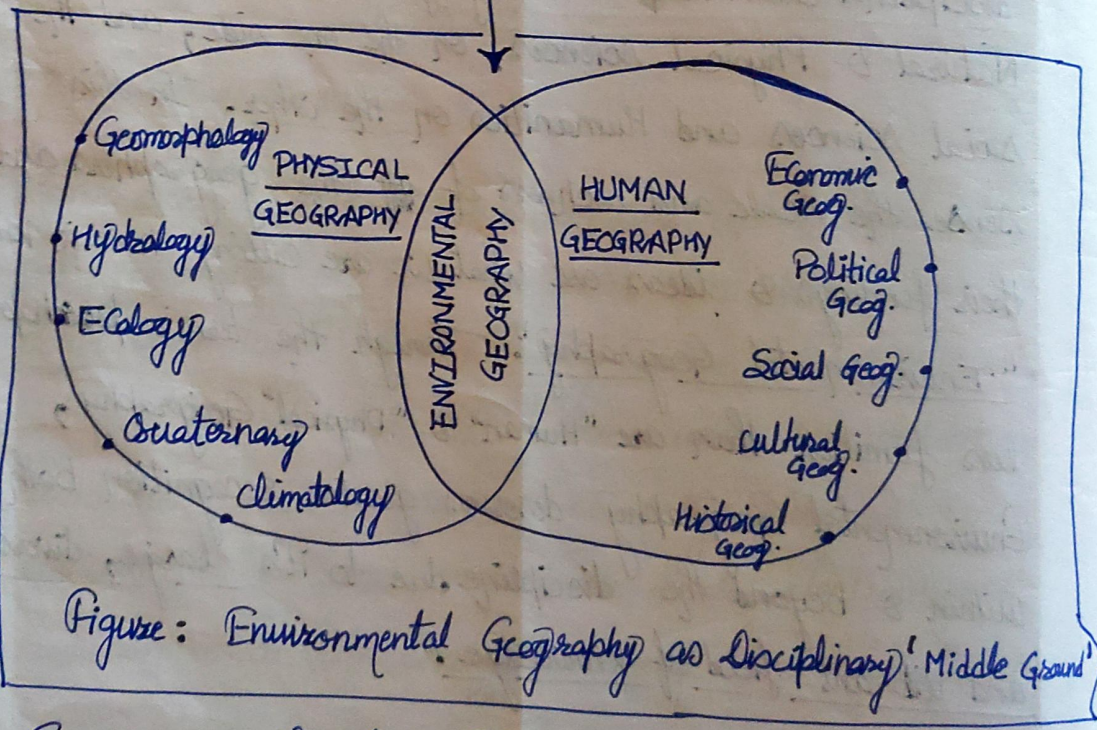 Geomorphology
PHYSICAL
GEOGRAPHY
Hydrology
Ecology
Quaternary
Climatology
ENVIRONMENTAL
GEOGRAPHY
HUMAN
GEOGRAPHY
Economic
Geog.
Political
Geog.
Social Geog.
Cultural
Geog.
Historical
Geog.
Figure: Environmental Geography as Disciplinary 'Middle Ground'